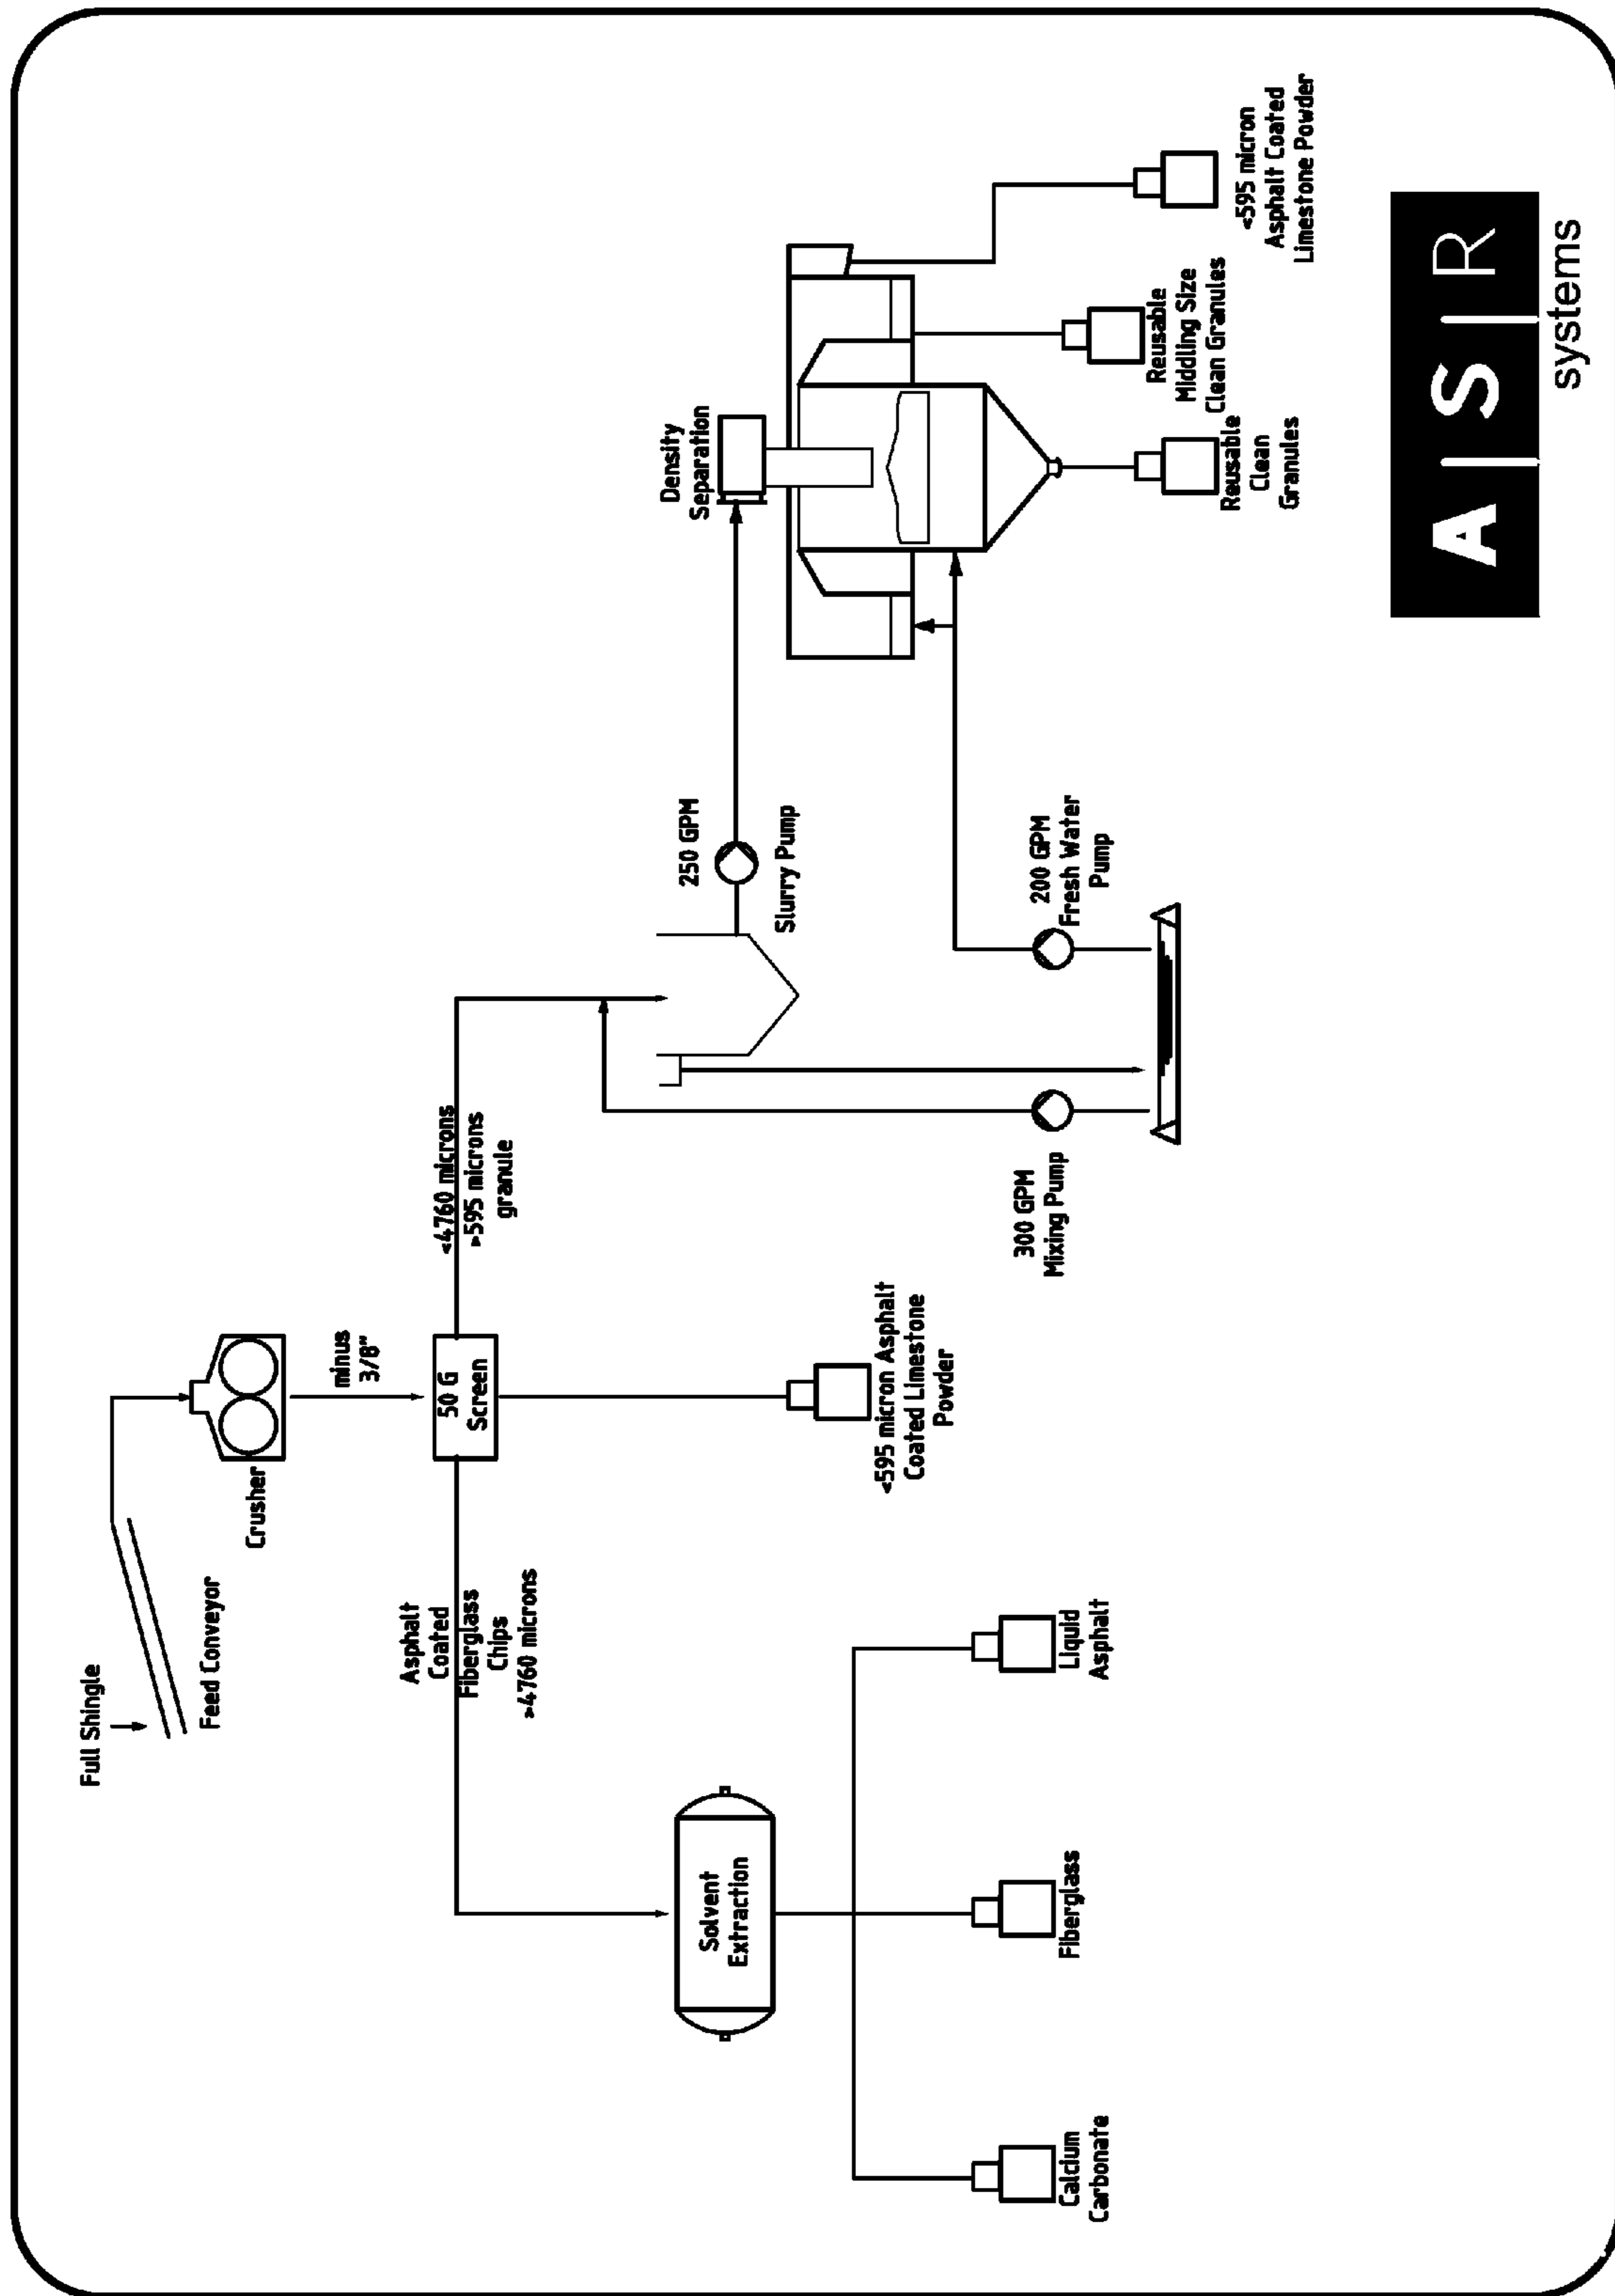 Full Shingle
Feed Conveyor
Crusher
minus
3/8"
50 G
Screen
Asphalt
Coated
Fiberglass
Chips
>4760 microns
<4760 microns
>595 microns
granule
Solvent
Extraction
Calcium
Carbonate
Fiberglass
Liquid
Asphalt
<595 micron Asphalt
Coated Limestone
Powder
300 GPM
Mixing Pump
200 GPM
Fresh Water
Pump
250 GPM
Slurry Pump
Density
Separation
Reusable
Clean
Granules
Reusable
Middling Size
Clean Granules
<595 micron
Asphalt Coated
Limestone Powder
A S R
systems